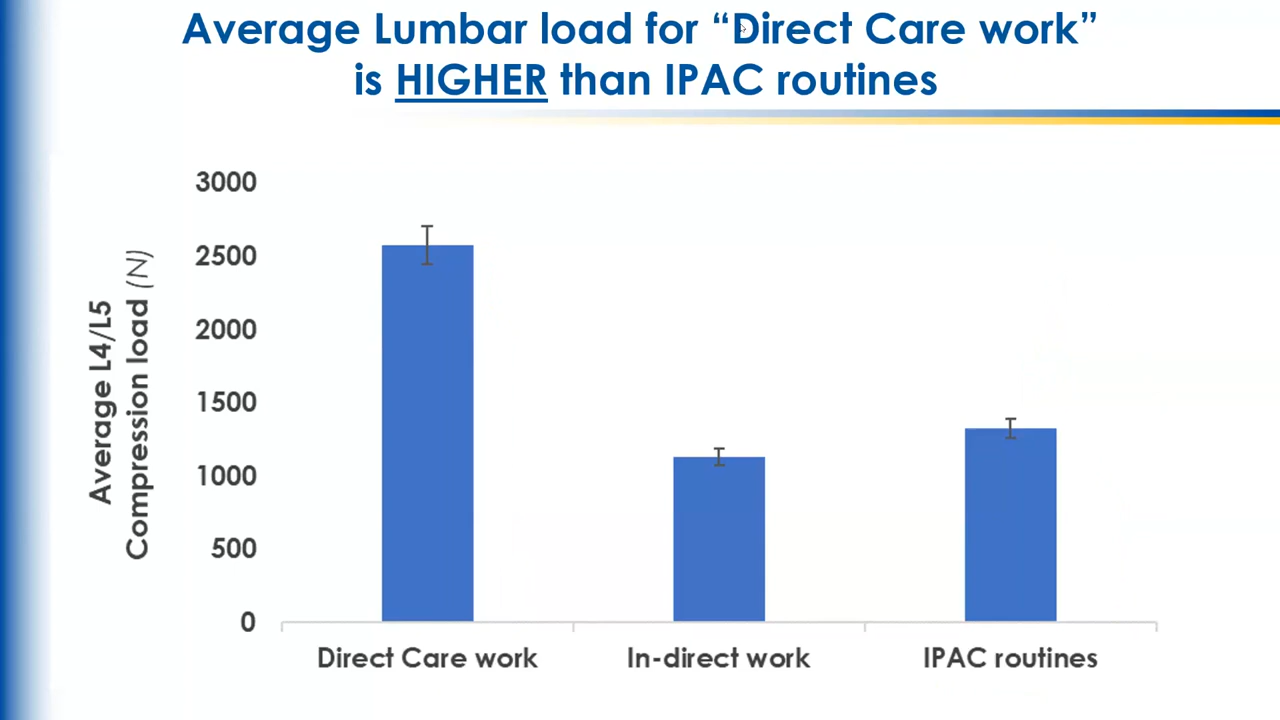 Average Lumbar load for “Direct Care work”
is HIGHER than IPAC routines
3000
2500
2000
1500
1000
500
0
Average L4/L5
Compression load (N)
Direct Care work
In-direct work
IPAC routines